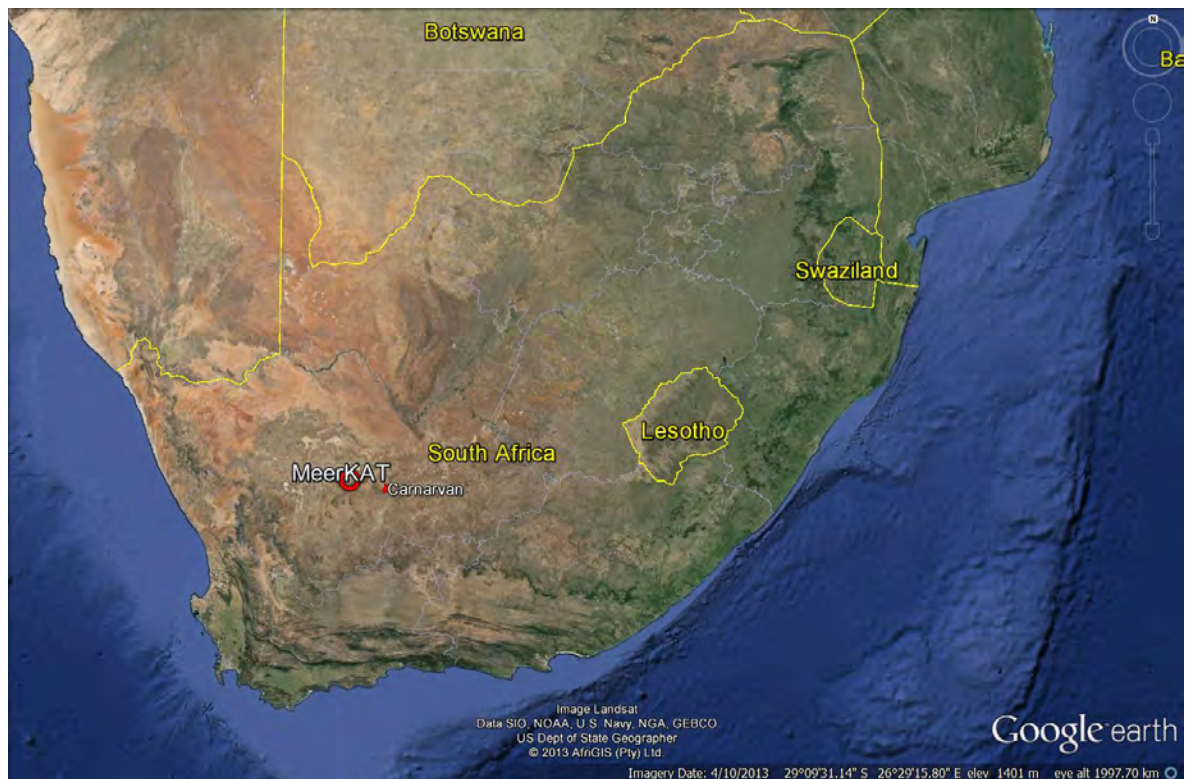 Botswana
N
Ba
Swaziland
Lesotho
South Africa
MeerKAT
Carnarvan
Image Landsat
Data SIO, NOAA, U.S. Navy, NGA, GEBCO
US Dept of State Geographer
© 2013 AfriGIS (Pty) Ltd.
Google earth
Imagery Date: 4/10/2013 29°09'31.14" S 26°29'15.80" E elev 1401 m eye alt 1997.70 km